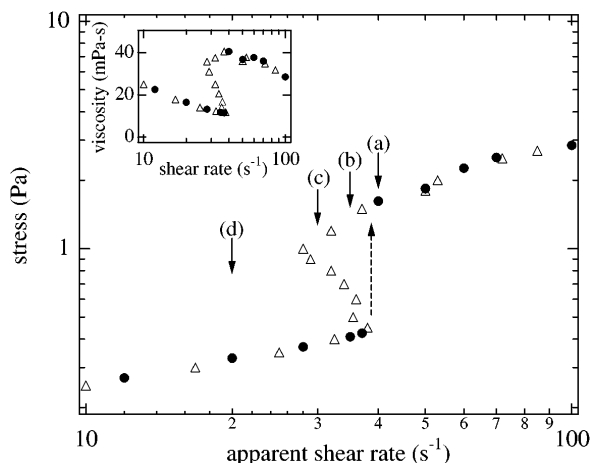 10
1
stress (Pa)
10
2
3
4
5
6
7
8
9
100
apparent shear rate (s⁻¹)
(a)
(b)
(c)
(d)
40
20
0
viscosity (mPa-s)
10
100
shear rate (s⁻¹)